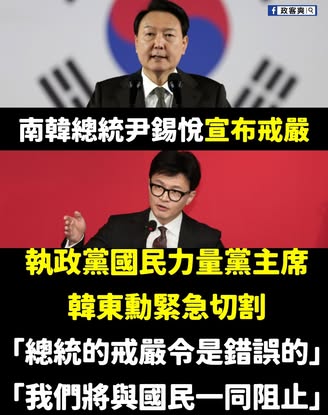 政客爽
南韓總統尹錫悅宣布戒嚴
執政黨國民力量黨主席
韓東勳緊急切割
「總統的戒嚴令是錯誤的」
「我們將與國民一同阻止」